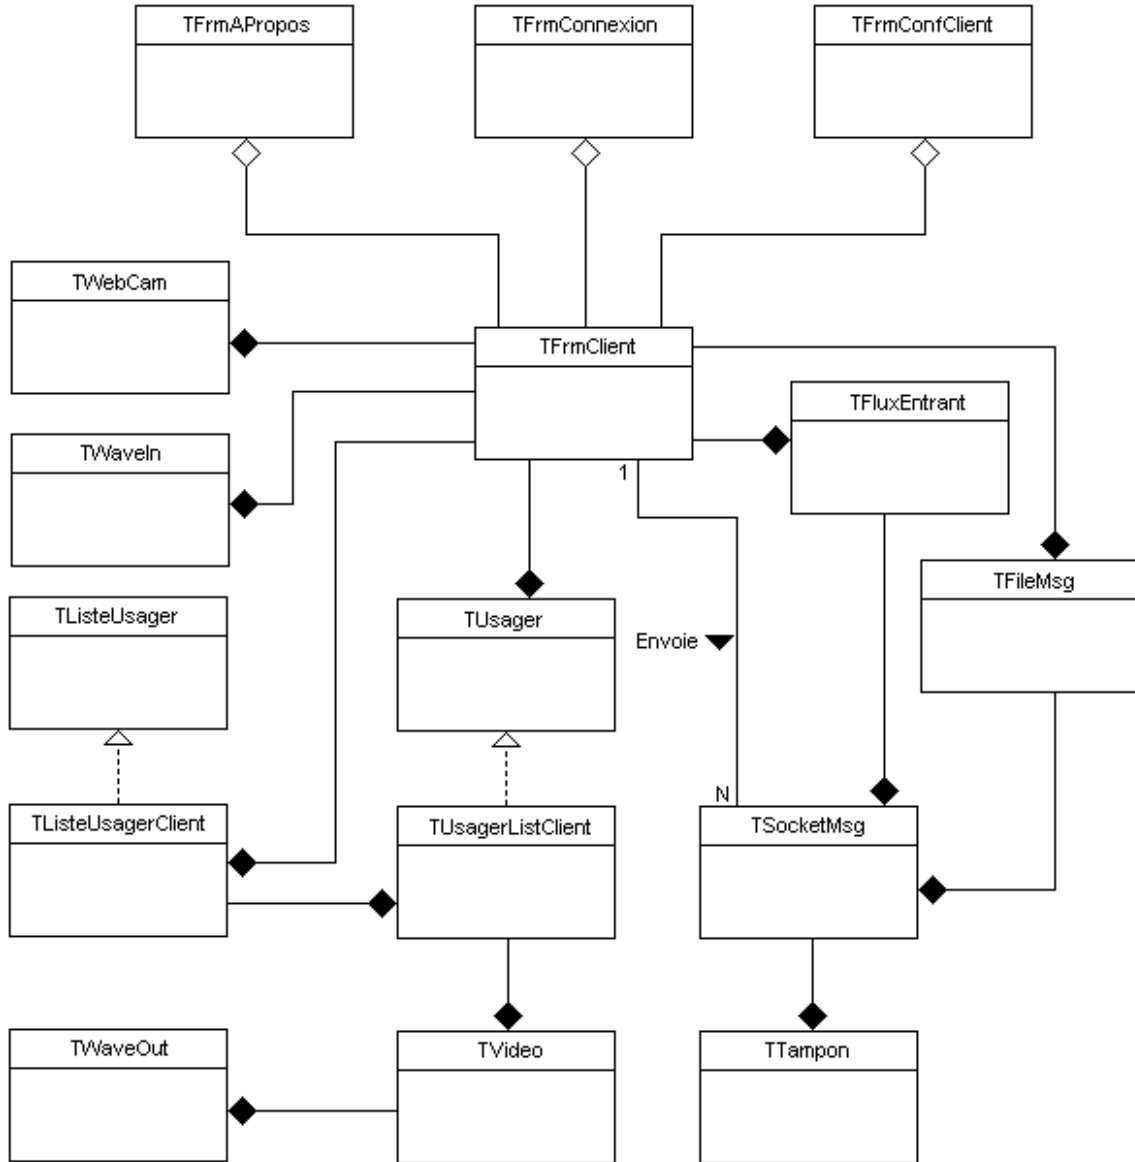 TFrmAPropos
TFrmConnexion
TFrmConfClient
TWebCam
TFrmClient
TFluxEntrant
TWaveIn
1
TFileMsg
TListeUsager
TUsager
Envoie
N
TListeUsagerClient
TUsagerListClient
TSocketMsg
TWaveOut
TVideo
TTampon